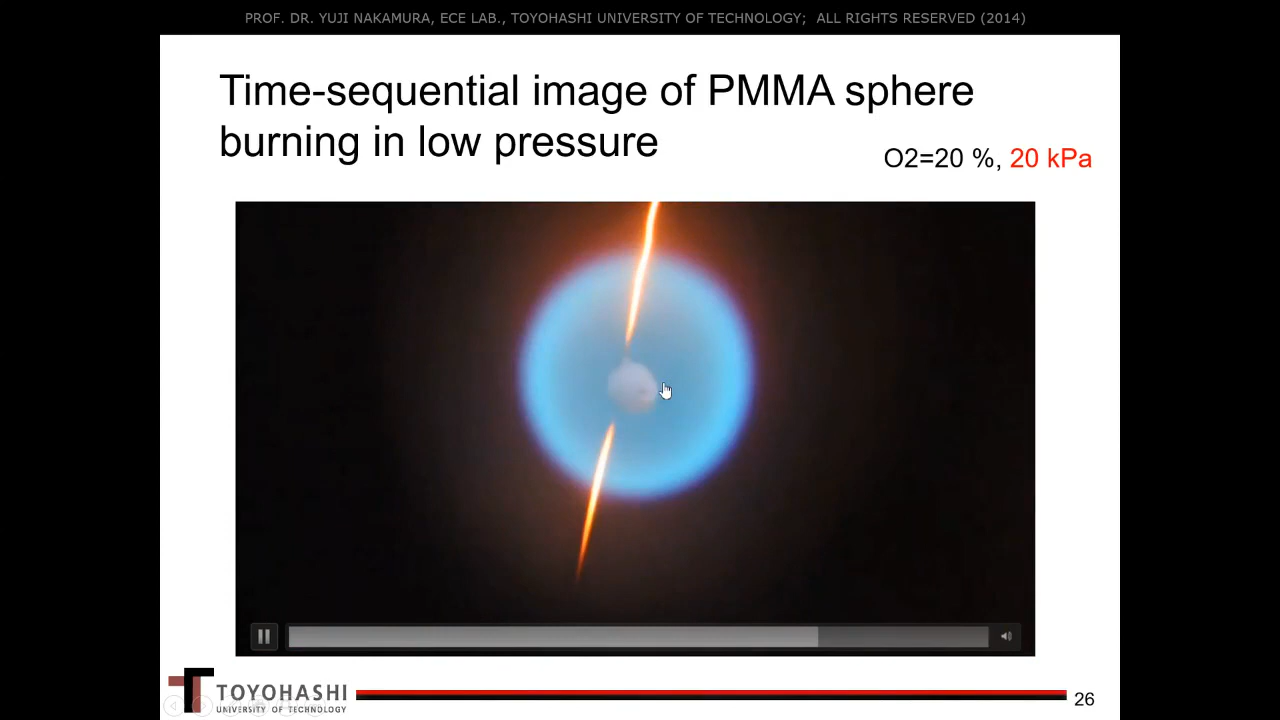 PROF. DR. YUJI NAKAMURA, ECE LAB., TOYOHASHI UNIVERSITY OF TECHNOLOGY; ALL RIGHTS RESERVED (2014)
Time-sequential image of PMMA sphere
burning in low pressure
O2=20 %, 20 kPa
TOYOHASHI
UNIVERSITY OF TECHNOLOGY
26